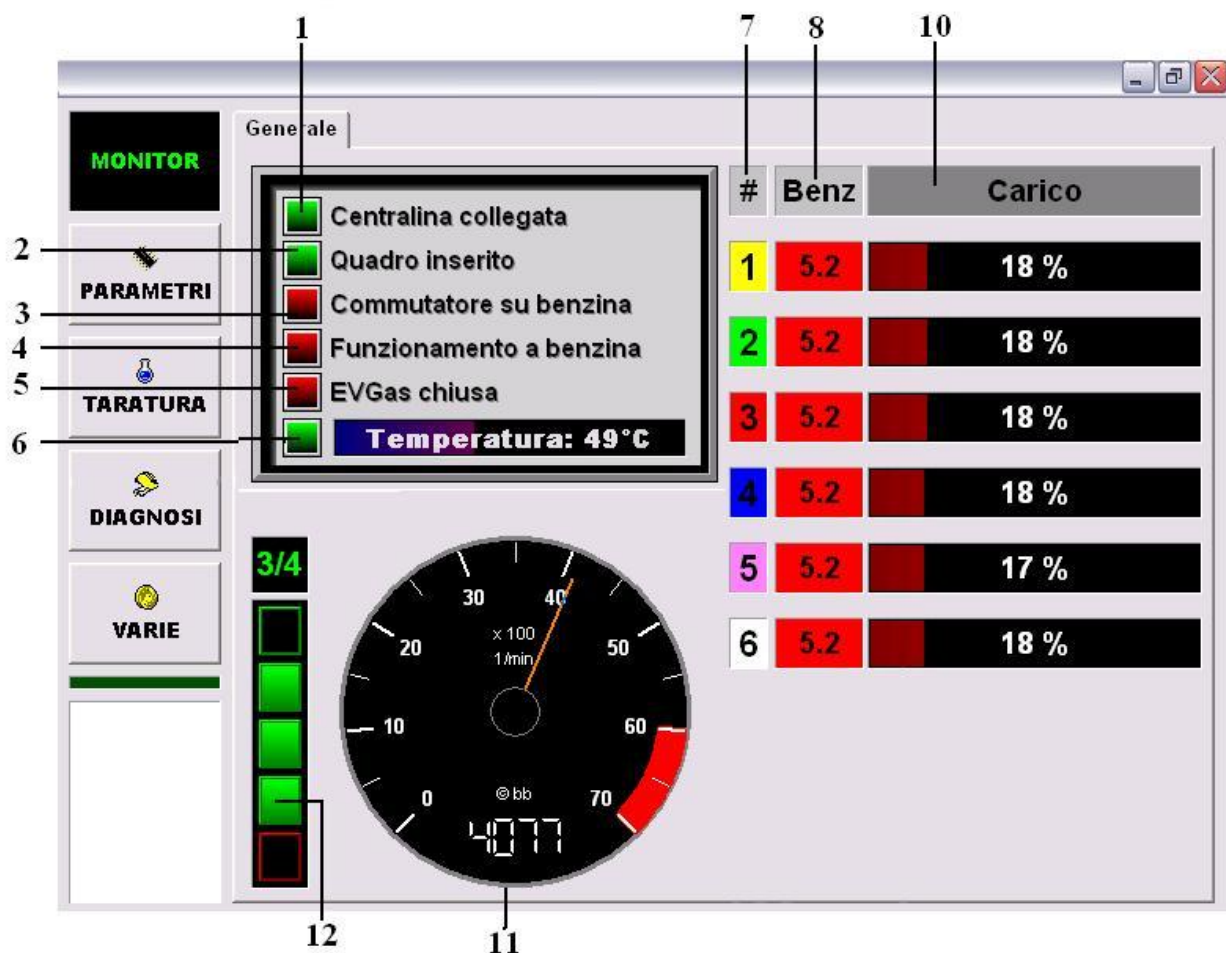 1 7 8 10
Generale
MONITOR
PARAMETRI
TARATURA
DIAGNOSI
VARIE
2
3
4
5
6
Centralina collegata
Quadro inserito
Commutatore su benzina
Funzionamento a benzina
EVGas chiusa
Temperatura: 49°C
# Benz Carico
1 5.2 18 %
2 5.2 18 %
3 5.2 18 %
4 5.2 18 %
5 5.2 17 %
6 5.2 18 %
3/4
0 10 20 30 40 50 60 70
x 100
1/min
© bb
4077
12 11